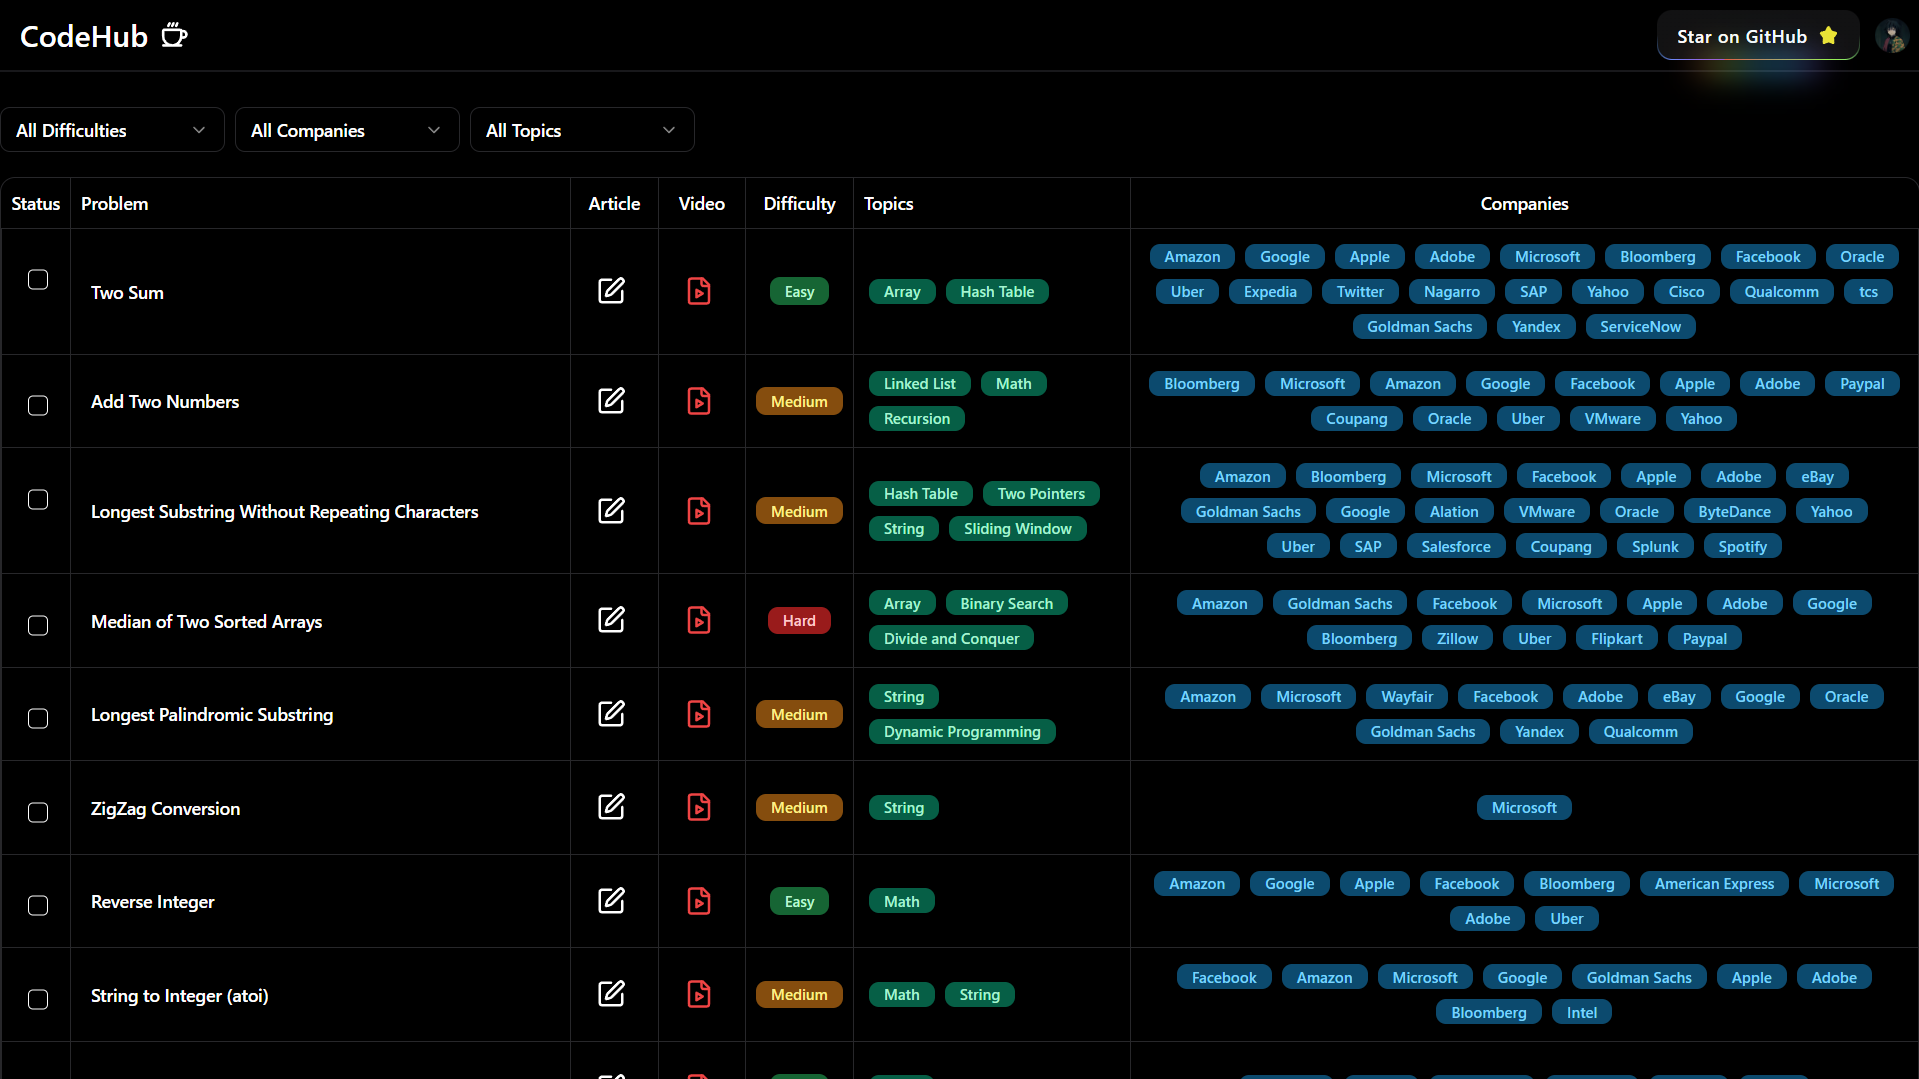 CodeHub
Star on GitHub
All Difficulties All Companies All Topics
Status Problem Article Video Difficulty Topics Companies
Two Sum Easy Array Hash Table
Amazon Google Apple Adobe Microsoft Bloomberg Facebook Oracle
Uber Expedia Twitter Nagarro SAP Yahoo Cisco Qualcomm tcs
Goldman Sachs Yandex ServiceNow
Add Two Numbers Medium
Linked List Math
Recursion
Bloomberg Microsoft Amazon Google Facebook Apple Adobe Paypal
Coupang Oracle Uber VMware Yahoo
Longest Substring Without Repeating Characters Medium
Hash Table Two Pointers
String Sliding Window
Amazon Bloomberg Microsoft Facebook Apple Adobe eBay
Goldman Sachs Google Alation VMware Oracle ByteDance Yahoo
Uber SAP Salesforce Coupang Splunk Spotify
Median of Two Sorted Arrays Hard
Array Binary Search
Divide and Conquer
Amazon Goldman Sachs Facebook Microsoft Apple Adobe Google
Bloomberg Zillow Uber Flipkart Paypal
Longest Palindromic Substring Medium
String
Dynamic Programming
Amazon Microsoft Wayfair Facebook Adobe eBay Google Oracle
Goldman Sachs Yandex Qualcomm
ZigZag Conversion Medium String Microsoft
Reverse Integer Easy Math
Amazon Google Apple Facebook Bloomberg American Express Microsoft
Adobe Uber
String to Integer (atoi) Medium Math String
Facebook Amazon Microsoft Google Goldman Sachs Apple Adobe
Bloomberg Intel